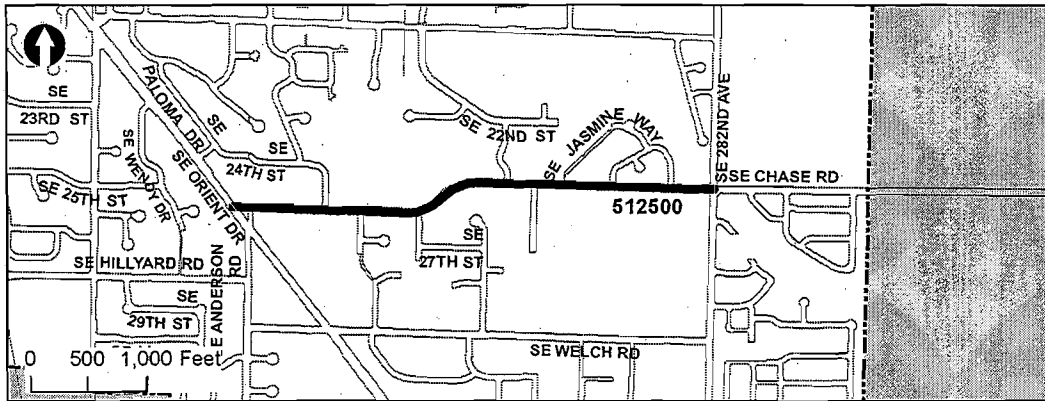 SE
23RD ST
PALOMA DR
SE
SE
24TH ST
SE WENDY DR
SE ORIENT DR
SE 25TH ST
SE 22ND ST
SE JASMINE WAY
SE 282ND AVE
SE CHASE RD
512500
SE
27TH ST
SE HILLYARD RD
SE
29TH ST
E ANDERSON RD
SE WELCH RD
0 500 1,000 Feet